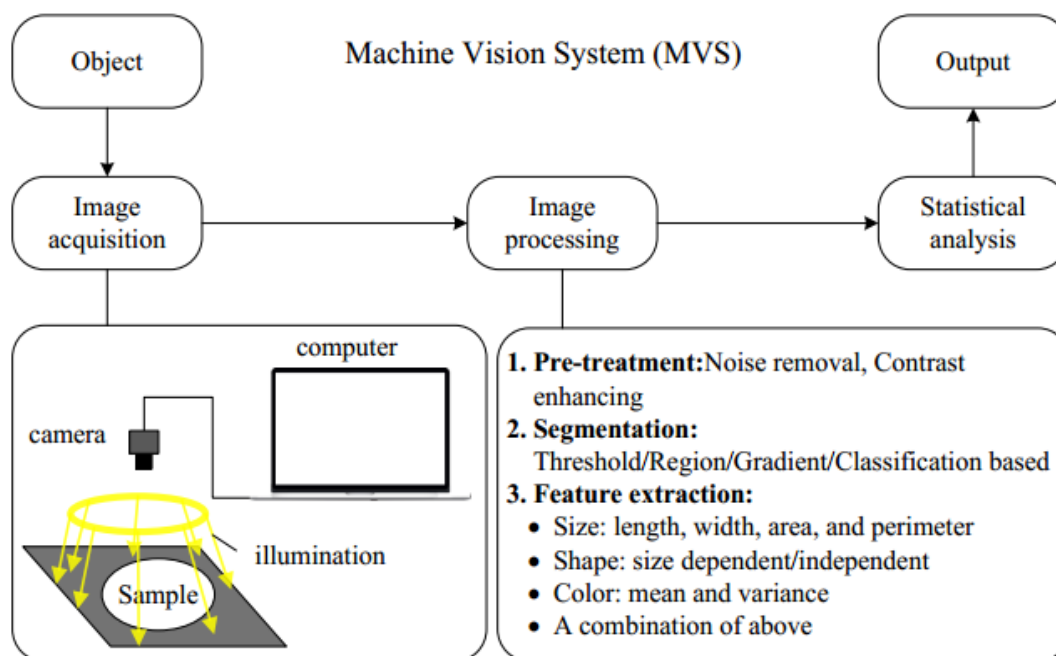 Object
Machine Vision System (MVS)
Output
Image
acquisition
Image
processing
Statistical
analysis
computer
camera
illumination
Sample
1. Pre-treatment:Noise removal, Contrast
enhancing
2. Segmentation:
Threshold/Region/Gradient/Classification based
3. Feature extraction:
• Size: length, width, area, and perimeter
• Shape: size dependent/independent
• Color: mean and variance
• A combination of above